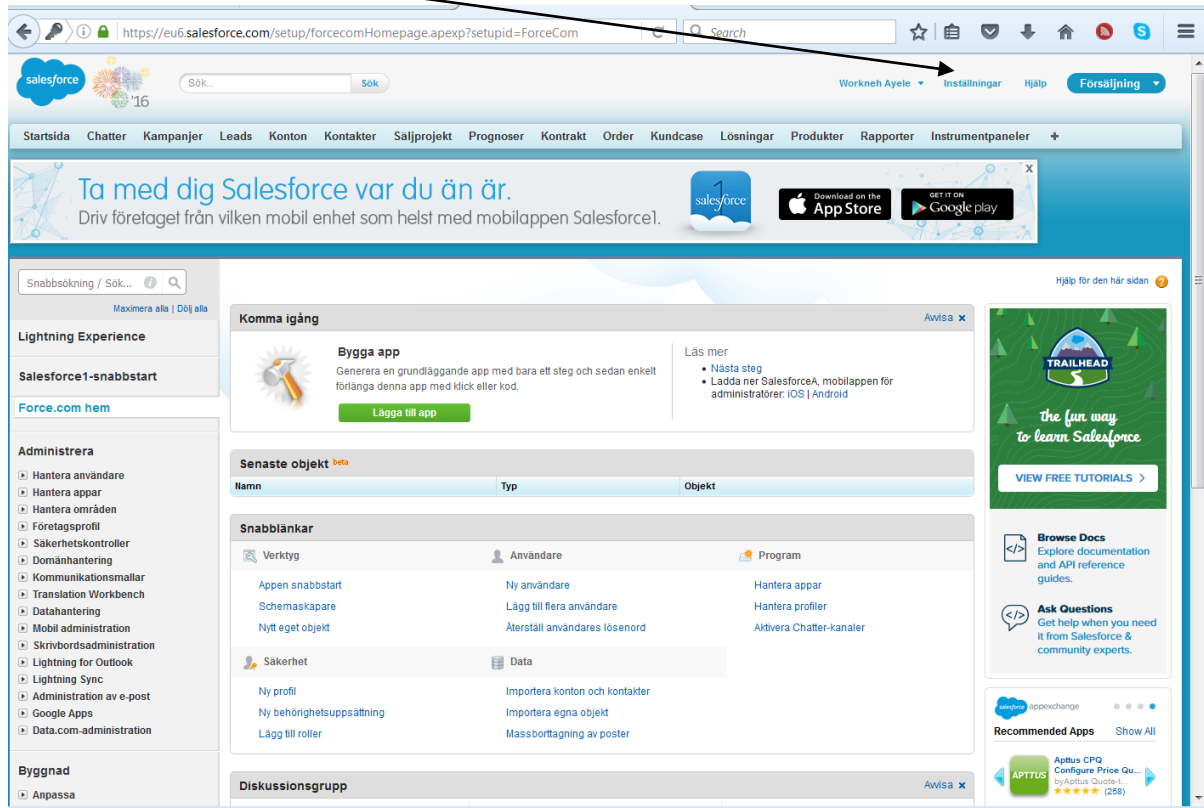 https://eu6.salesforce.com/setup/forcecomHomepage.apexp?setupid=ForceCom
Search
salesforce
'16
Sök...
Sök
Workneh Ayele
Inställningar
Hjälp
Försäljning
Startsida Chatter Kampanjer Leads Konton Kontakter Säljprojekt Prognoser Kontrakt Order Kundcase Lösningar Produkter Rapporter Instrumentpaneler +
Ta med dig Salesforce var du än är.
Driv företaget från vilken mobil enhet som helst med mobilappen Salesforce1.
1
salesforce
Download on the
App Store
GET IT ON
Google play
X
Snabbsökning / Sök...
Maximera alla | Dölj alla
Lightning Experience
Salesforce1-snabbstart
Force.com hem
Administrera
Hantera användare
Hantera appar
Hantera områden
Företagsprofil
Säkerhetskontroller
Domänhantering
Kommunikationsmallar
Translation Workbench
Datahantering
Mobil administration
Skrivbordsadministration
Lightning for Outlook
Lightning Sync
Administration av e-post
Google Apps
Data.com-administration
Byggnad
Anpassa
Hjälp för den här sidan
Komma igång
Avvisa x
Bygga app
Generera en grundläggande app med bara ett steg och sedan enkelt
förlänga denna app med klick eller kod.
Lägga till app
Läs mer
• Nästa steg
• Ladda ner SalesforceA, mobilappen för
administratörer: iOS | Android
Senaste objekt beta
Namn Typ Objekt
Snabblänkar
Verktyg
Appen snabbstart
Schemaskapare
Nytt eget objekt
Användare
Ny användare
Lägg till flera användare
Återställ användares lösenord
Program
Hantera appar
Hantera profiler
Aktivera Chatter-kanaler
Säkerhet
Ny profil
Ny behörighetsuppsättning
Lägg till roller
Data
Importera konton och kontakter
Importera egna objekt
Massborttagning av poster
Diskussionsgrupp
Avvisa x
TRAILHEAD
the fun way
to learn Salesforce
VIEW FREE TUTORIALS >
Browse Docs
Explore documentation
and API reference
guides.
Ask Questions
Get help when you need
it from Salesforce &
community experts.
salesforce appexchange
Recommended Apps Show All
APTTUS
Apttus CPQ
Configure Price Qu...
byApttus Quote-t...
(258)